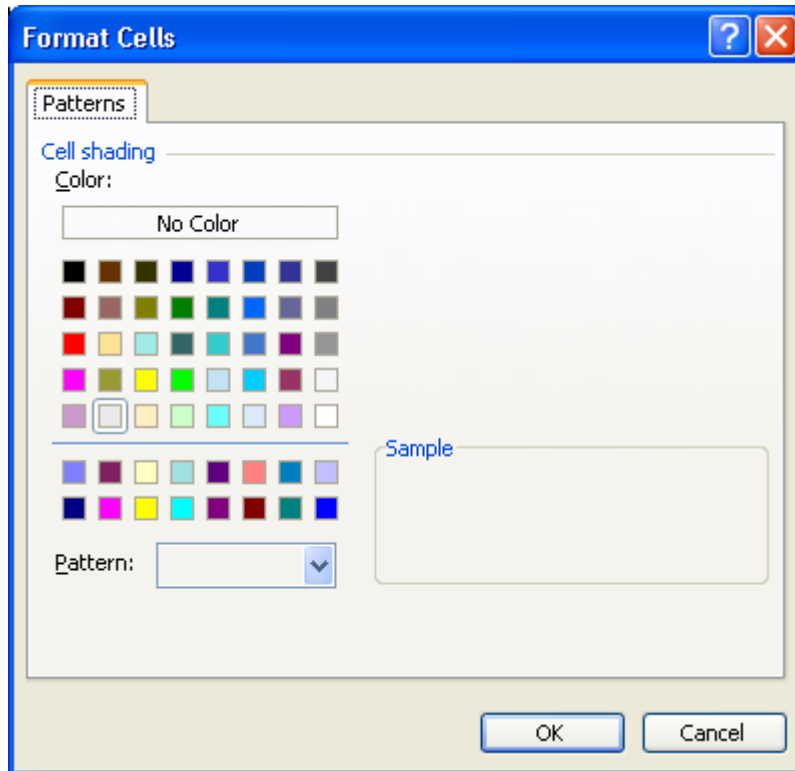 Format Cells
Patterns
Cell shading
Color:
No Color
Sample
Pattern:
OK
Cancel